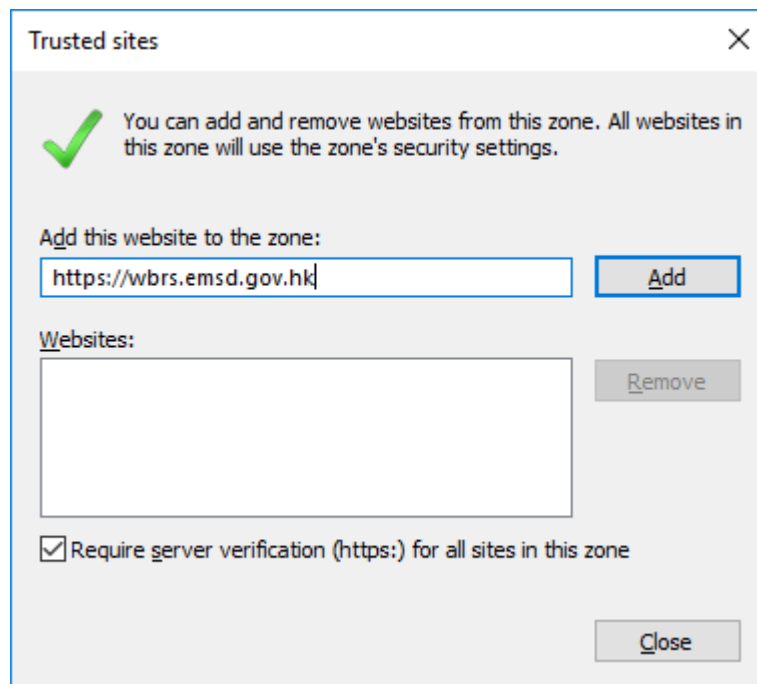 Trusted sites
You can add and remove websites from this zone. All websites in
this zone will use the zone's security settings.
Add this website to the zone:
https://wbrs.emsd.gov.hk
Add
Websites:
Remove
Require server verification (https:) for all sites in this zone
Close